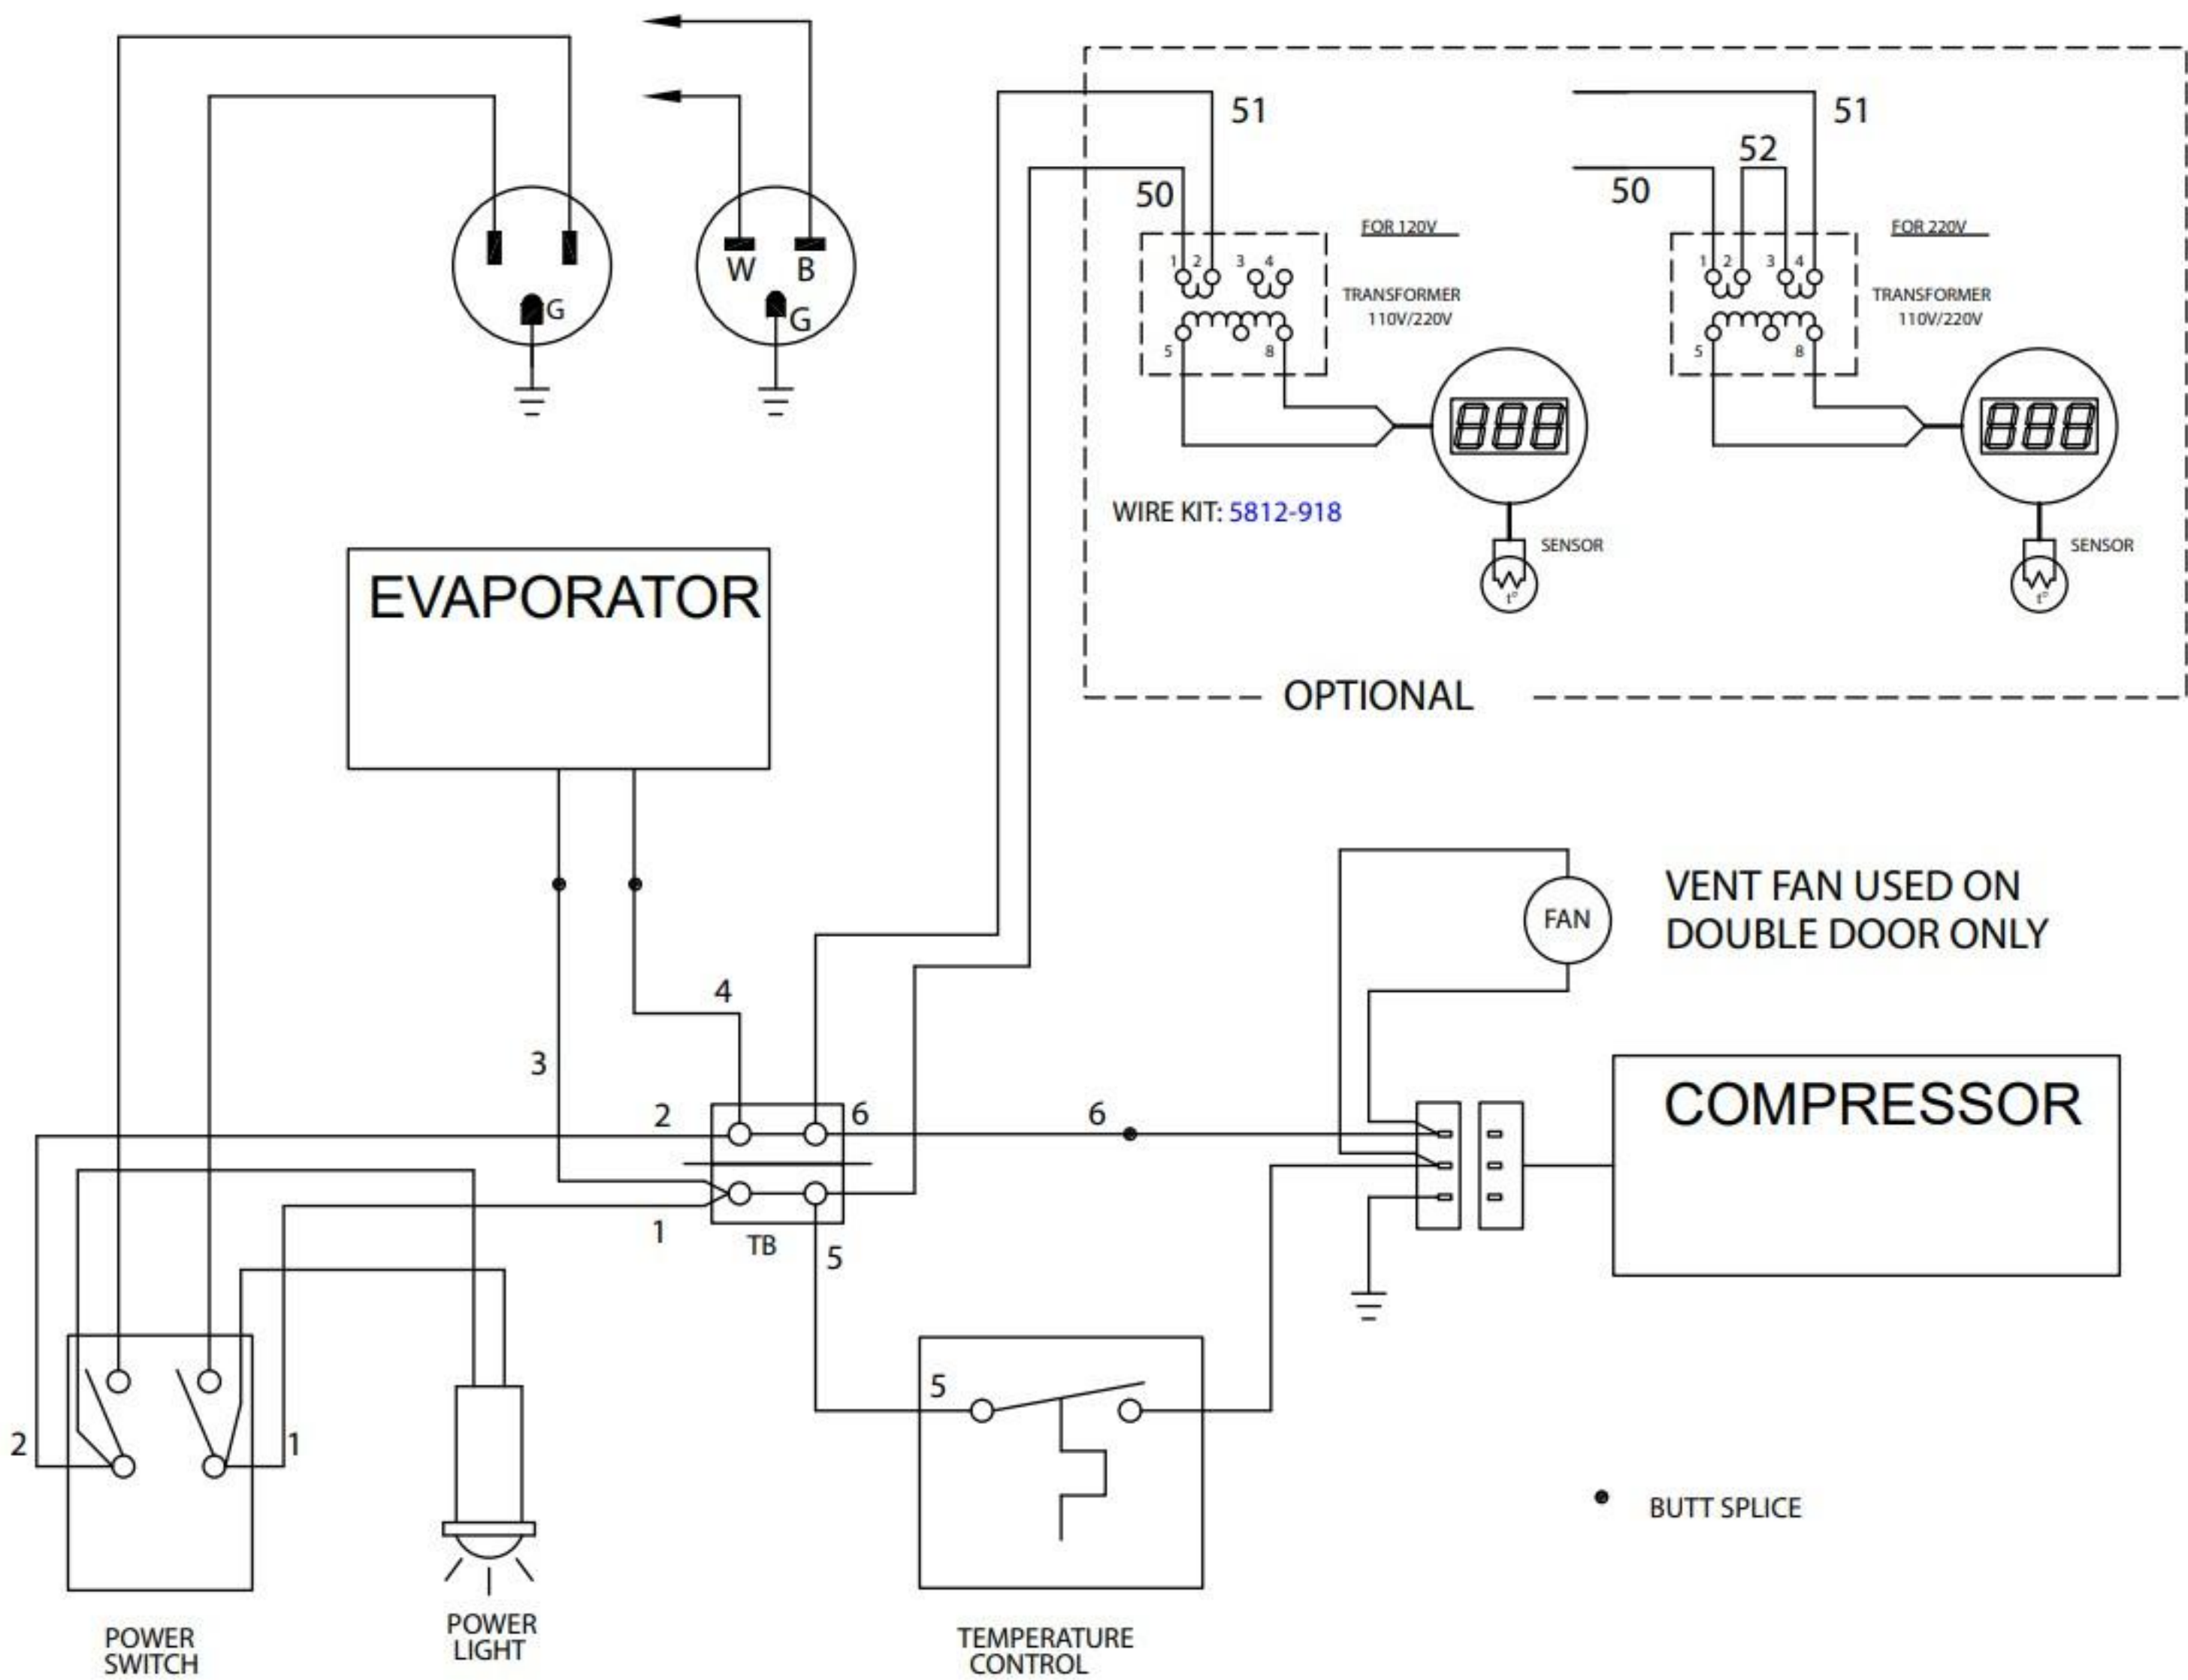 51
51
52
50
50
FOR 120V
FOR 220V
W
B
1 2 3 4
1 2 3 4
G
G
TRANSFORMER
110V/220V
TRANSFORMER
110V/220V
5
8
5
8
888
888
WIRE KIT: 5812-918
SENSOR
SENSOR
EVAPORATOR
OPTIONAL
FAN
VENT FAN USED ON
DOUBLE DOOR ONLY
4
3
2
6
6
COMPRESSOR
1
TB
5
5
2
1
BUTT SPLICE
POWER
SWITCH
POWER
LIGHT
TEMPERATURE
CONTROL
t°
t°